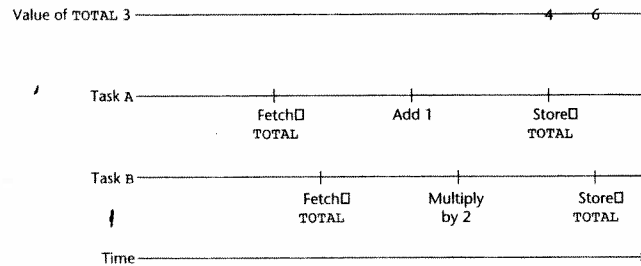 Value of TOTAL 3 4 6
Task A
Fetch Add 1 Store
TOTAL TOTAL
Task B
Fetch Multiply Store
TOTAL by 2 TOTAL
Time